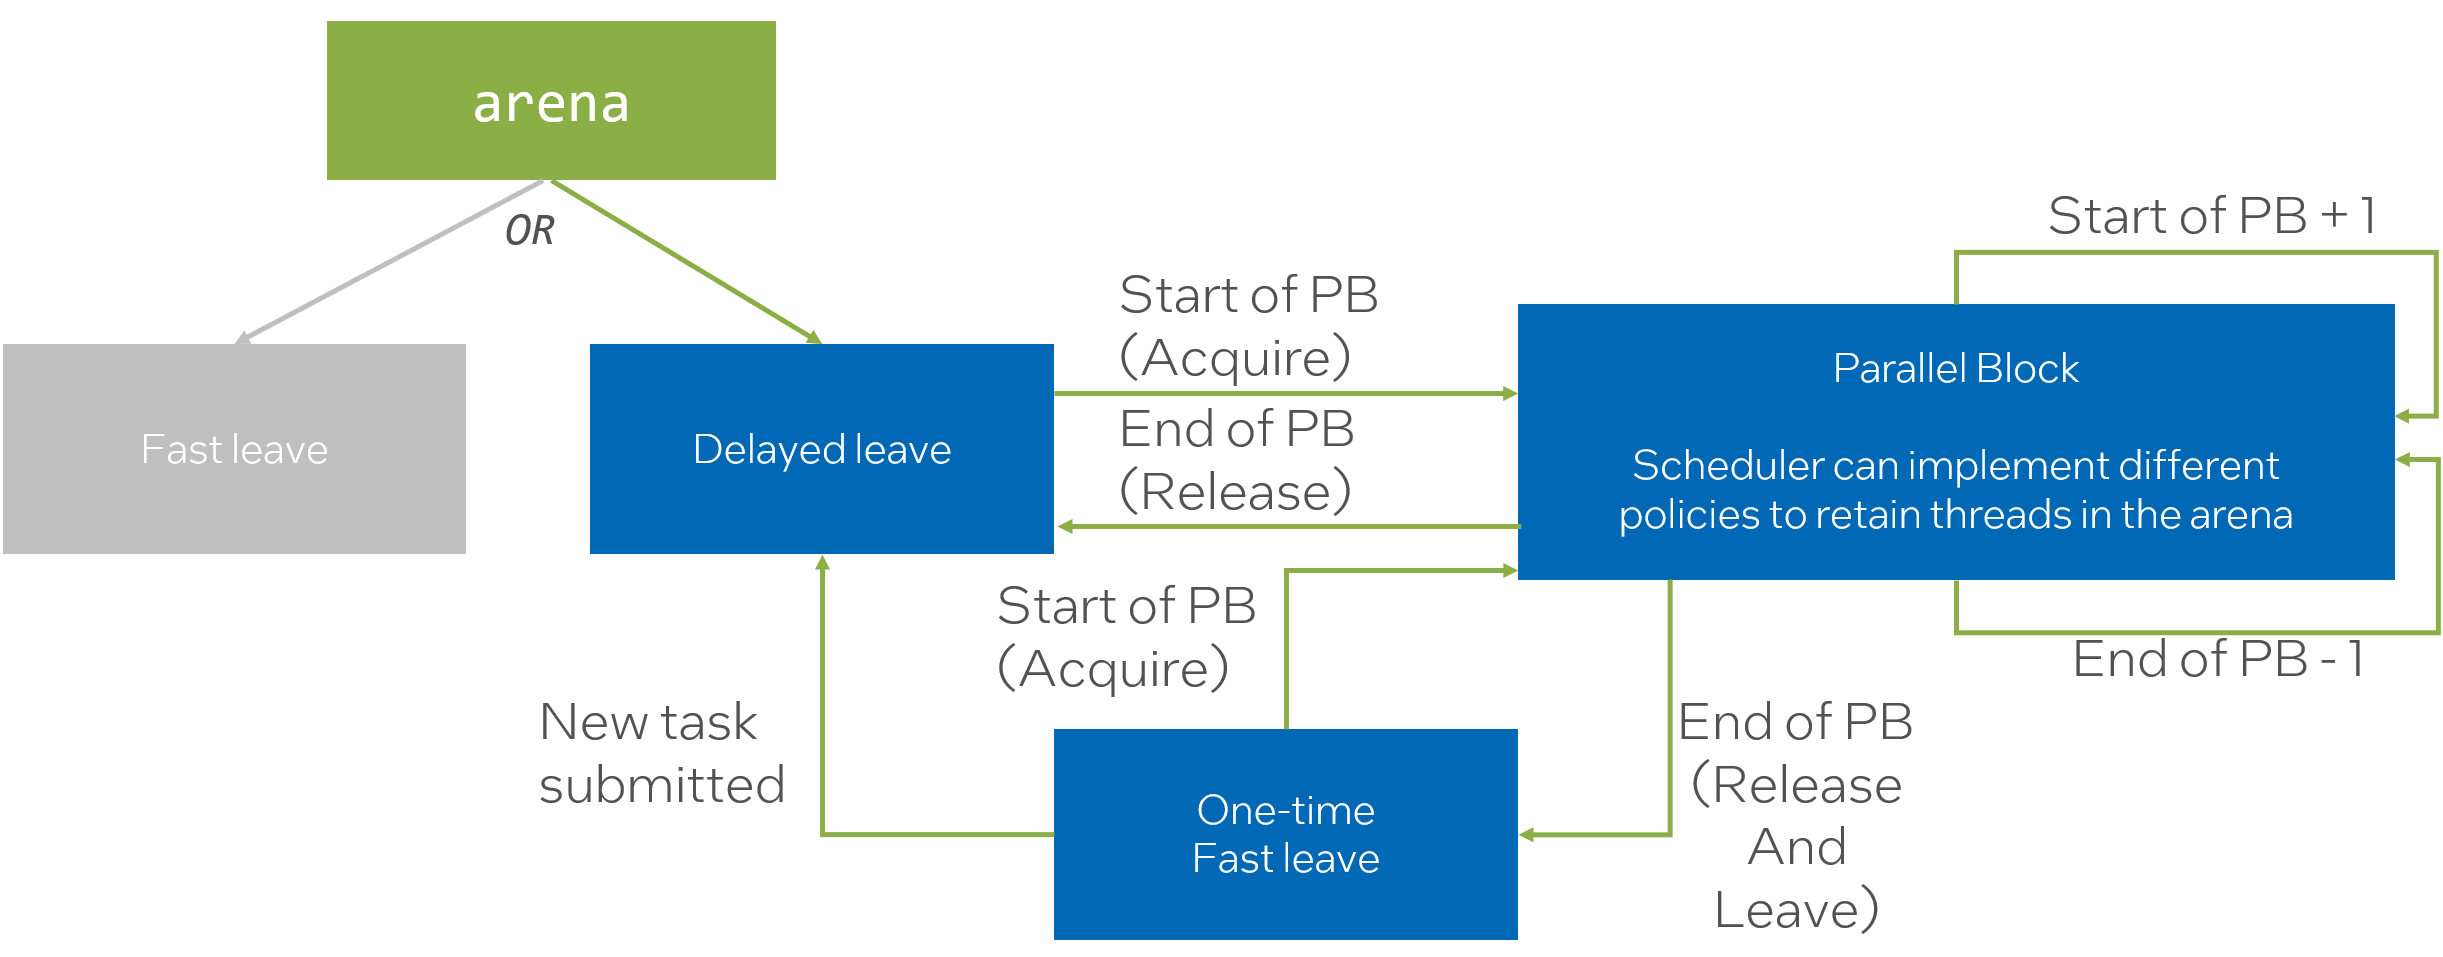 arena
OR
Start of PB + 1
Start of PB
(Acquire)
End of PB
(Release)
Fast leave
Delayed leave
Parallel Block
Scheduler can implement different
policies to retain threads in the arena
Start of PB
(Acquire)
End of PB - 1
New task
submitted
One-time
Fast leave
End of PB
(Release
And
Leave)